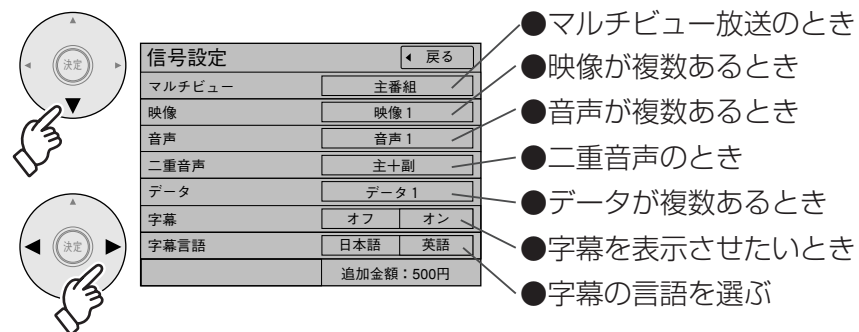 決定
信号設定 戻る
マルチビュー 主番組
映像 映像1
音声 音声1
二重音声 主十副
データ データ1
字幕 オフ オン
字幕言語 日本語 英語
追加金額：500円
決定
●マルチビュー放送のとき
●映像が複数あるとき
●音声が複数あるとき
●二重音声のとき
●データが複数あるとき
●字幕を表示させたいとき
●字幕の言語を選ぶ